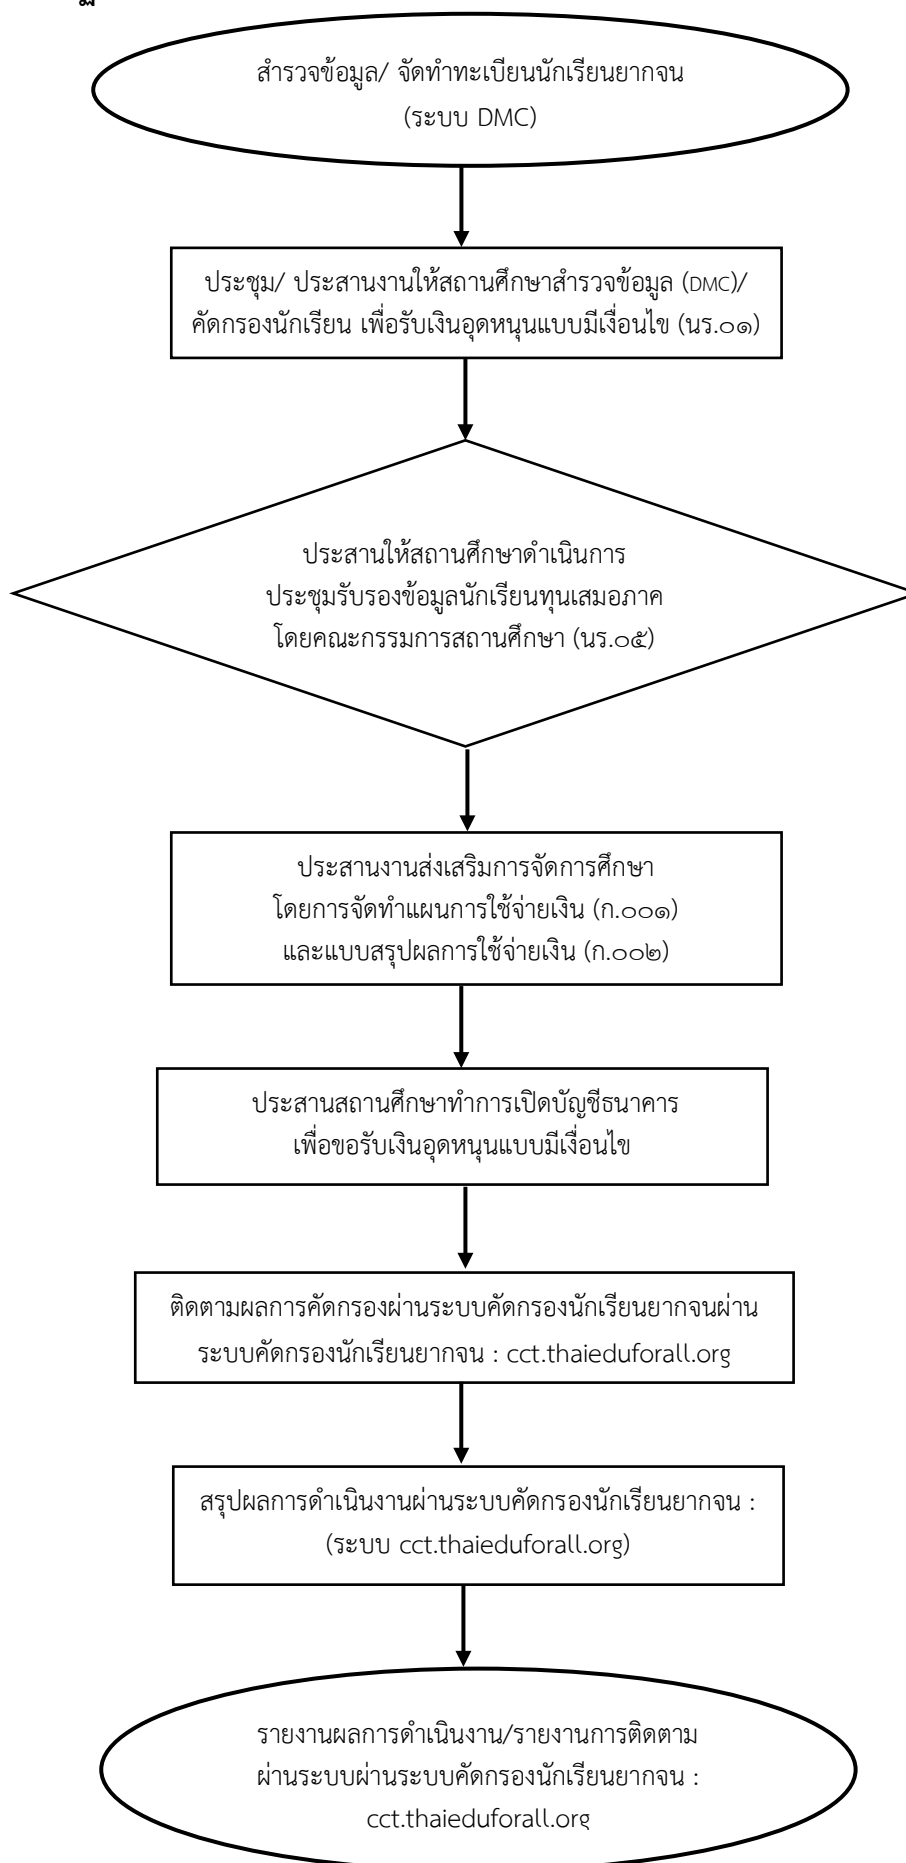 สำรวจข้อมูล/ จัดทำทะเบียนนักเรียนยากจน
(ระบบ DMC)
ประชุม/ ประสานงานให้สถานศึกษาสำรวจข้อมูล (DMC)/
คัดกรองนักเรียน เพื่อรับเงินอุดหนุนแบบมีเงื่อนไข (นร.๐๑)
ประสานให้สถานศึกษาดำเนินการ
ประชุมรับรองข้อมูลนักเรียนทุนเสมอภาค
โดยคณะกรรมการสถานศึกษา (นร.๐๕)
ประสานงานส่งเสริมการจัดการศึกษา
โดยการจัดทำแผนการใช้จ่ายเงิน (ก.๐๐๑)
และแบบสรุปผลการใช้จ่ายเงิน (ก.๐๐๒)
ประสานสถานศึกษาทำการเปิดบัญชีธนาคาร
เพื่อขอรับเงินอุดหนุนแบบมีเงื่อนไข
ติดตามผลการคัดกรองผ่านระบบคัดกรองนักเรียนยากจนผ่าน
ระบบคัดกรองนักเรียนยากจน : cct.thaieduforall.org
สรุปผลการดำเนินงานผ่านระบบคัดกรองนักเรียนยากจน :
(ระบบ cct.thaieduforall.org)
รายงานผลการดำเนินงาน/รายงานการติดตาม
ผ่านระบบผ่านระบบคัดกรองนักเรียนยากจน :
cct.thaieduforall.org